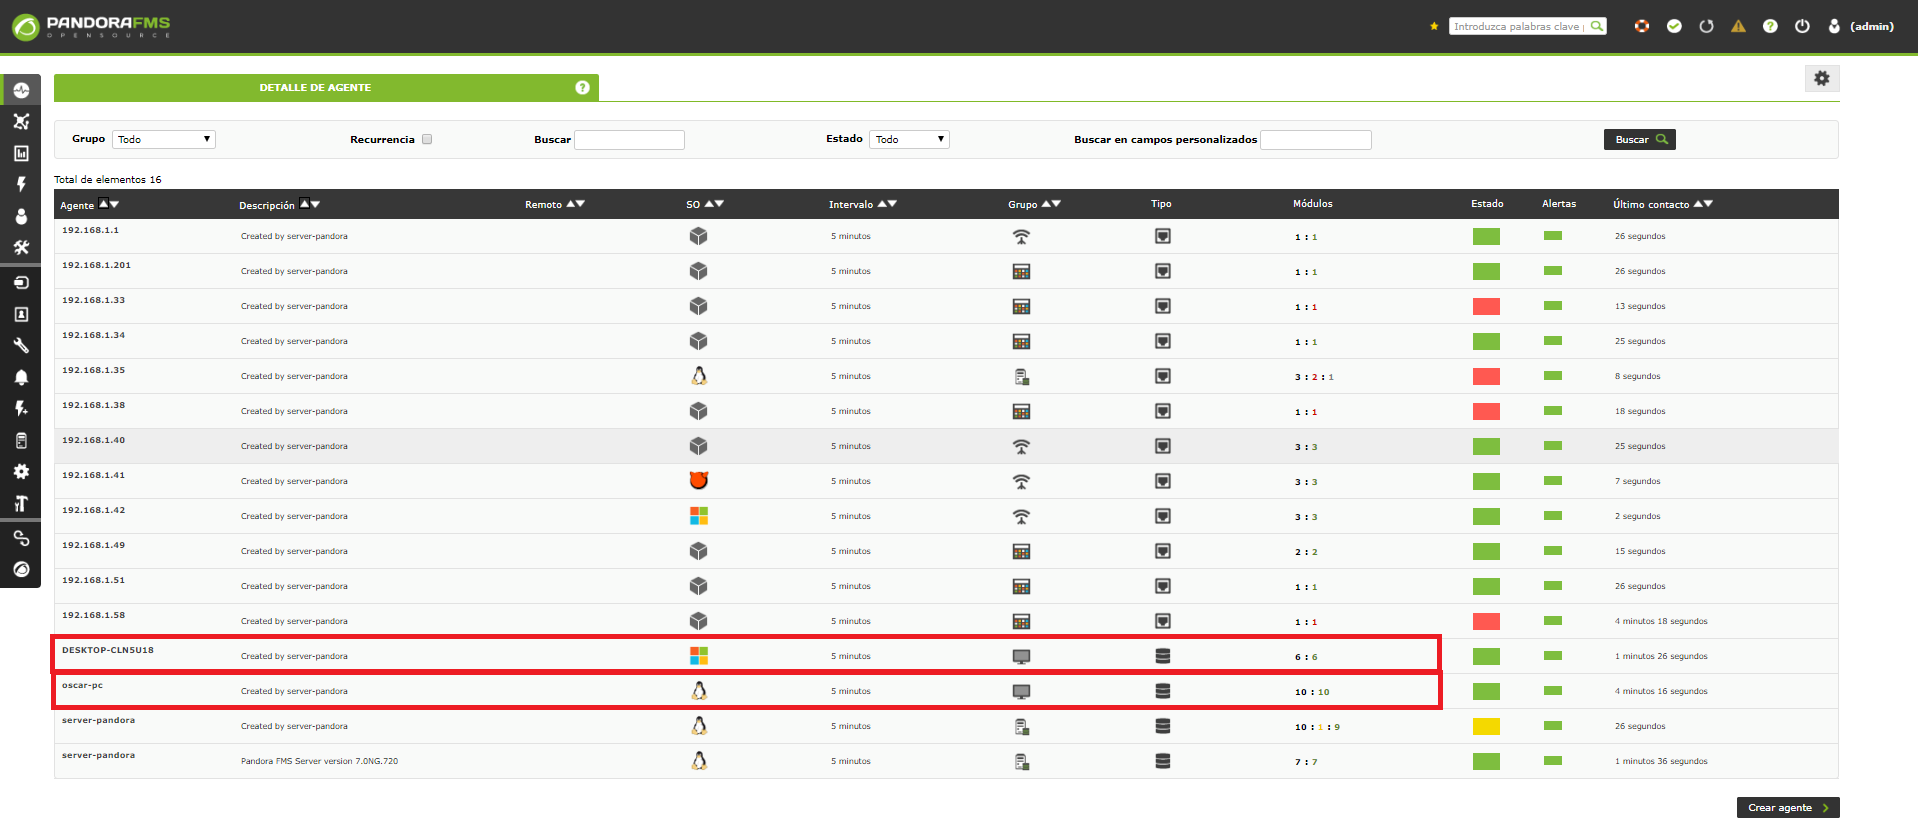 PANDORAFMS
OPENSOURCE
Introduzca palabras clave
(admin)
DETALLE DE AGENTE
Grupo Todo Recurrencia Buscar Estado Todo Buscar en campos personalizados Buscar
Total de elementos 16
Agente Descripción Remoto SO Intervalo Grupo Tipo Módulos Estado Alertas Último contacto
192.168.1.1 Created by server-pandora 5 minutos 1 : 1 26 segundos
192.168.1.201 Created by server-pandora 5 minutos 1 : 1 26 segundos
192.168.1.33 Created by server-pandora 5 minutos 1 : 1 13 segundos
192.168.1.34 Created by server-pandora 5 minutos 1 : 1 25 segundos
192.168.1.35 Created by server-pandora 5 minutos 3 : 2 : 1 8 segundos
192.168.1.38 Created by server-pandora 5 minutos 1 : 1 18 segundos
192.168.1.40 Created by server-pandora 5 minutos 3 : 3 25 segundos
192.168.1.41 Created by server-pandora 5 minutos 3 : 3 7 segundos
192.168.1.42 Created by server-pandora 5 minutos 3 : 3 2 segundos
192.168.1.49 Created by server-pandora 5 minutos 2 : 2 15 segundos
192.168.1.51 Created by server-pandora 5 minutos 1 : 1 26 segundos
192.168.1.58 Created by server-pandora 5 minutos 1 : 1 4 minutos 18 segundos
DESKTOP-CLN5U18 Created by server-pandora 5 minutos 6 : 6 1 minutos 26 segundos
oscar-pc Created by server-pandora 5 minutos 10 : 10 4 minutos 16 segundos
server-pandora Created by server-pandora 5 minutos 10 : 1 : 9 26 segundos
server-pandora Pandora FMS Server version 7.0NG.720 5 minutos 7 : 7 1 minutos 36 segundos
Crear agente